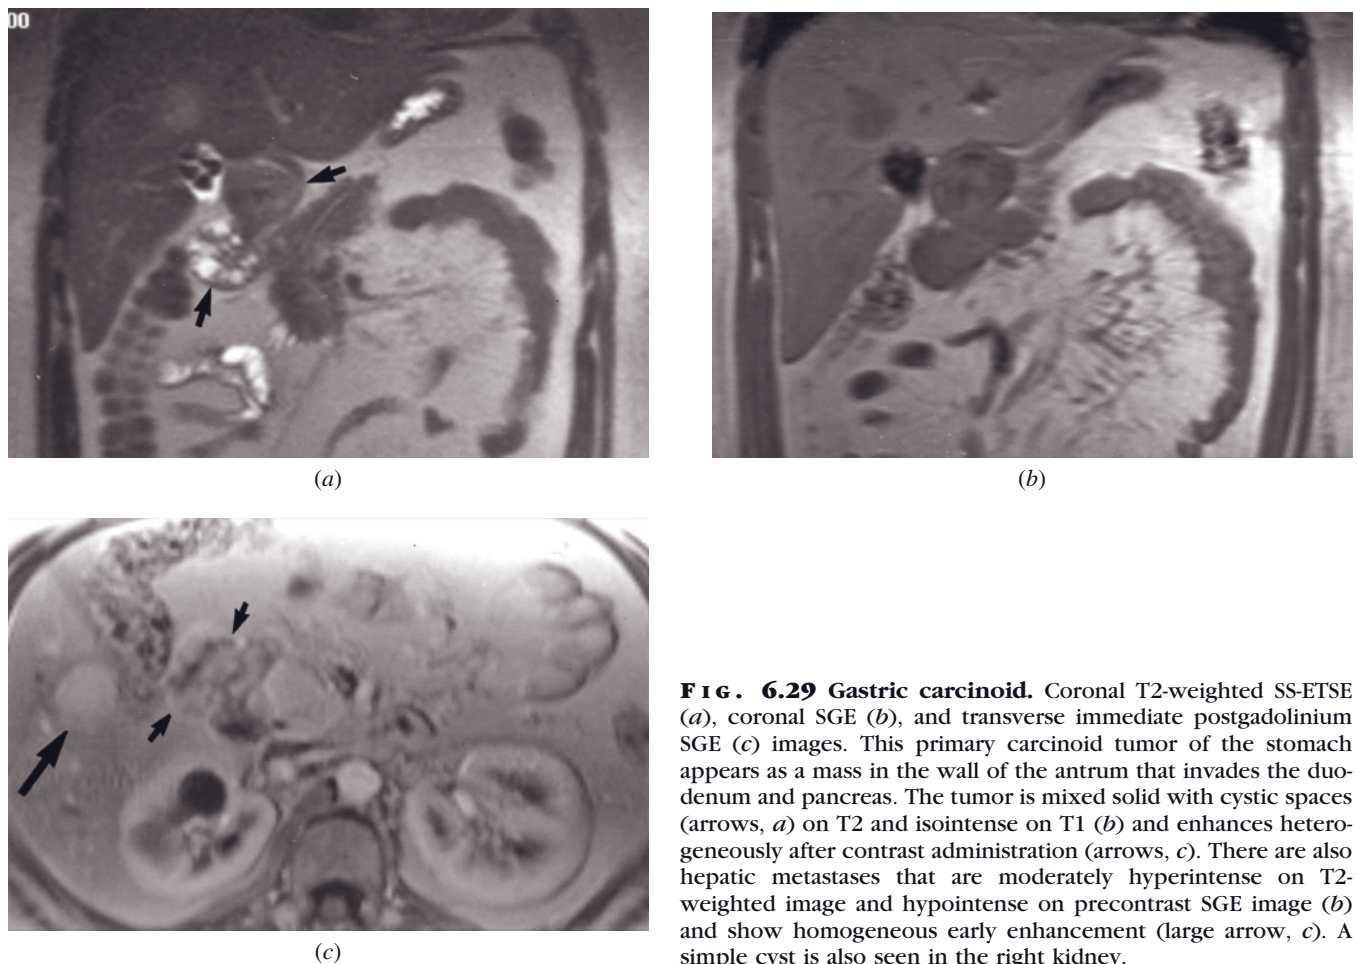 00
(a)
(b)
(c)
FIG. 6.29 Gastric carcinoid. Coronal T2-weighted SS-ETSE
(a), coronal SGE (b), and transverse immediate postgadolinium
SGE (c) images. This primary carcinoid tumor of the stomach
appears as a mass in the wall of the antrum that invades the duo-
denum and pancreas. The tumor is mixed solid with cystic spaces
(arrows, a) on T2 and isointense on T1 (b) and enhances hetero-
geneously after contrast administration (arrows, c). There are also
hepatic metastases that are moderately hyperintense on T2-
weighted image and hypointense on precontrast SGE image (b)
and show homogeneous early enhancement (large arrow, c). A
simple cyst is also seen in the right kidney.